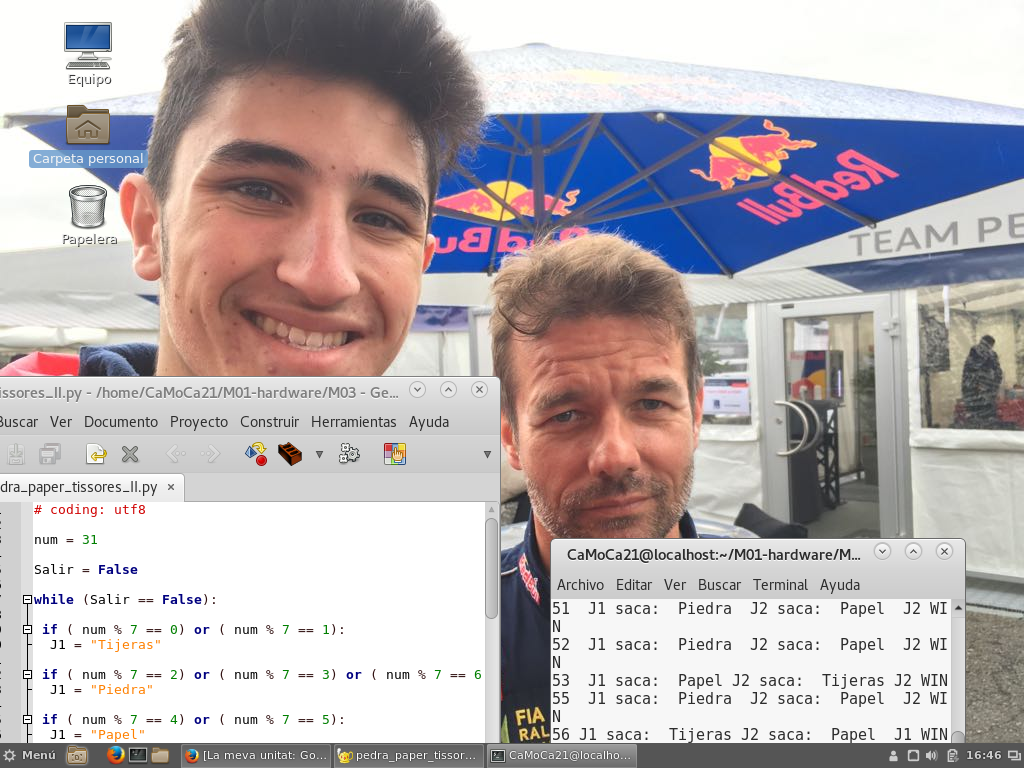 Equipo
Carpeta personal
Papelera
RedBull
Red Bull
TEAM PE
issores_II.py - /home/CaMoCa21/M01-hardware/M03 - Ge...
Buscar Ver Documento Proyecto Construir Herramientas Ayuda
dra_paper_tissores_II.py
# coding: utf8
num = 31
Salir = False
while (Salir == False):
if ( num % 7 == 0) or ( num % 7 == 1):
J1 = "Tijeras"
if ( num % 7 == 2) or ( num % 7 == 3) or ( num % 7 == 6
J1 = "Piedra"
if ( num % 7 == 4) or ( num % 7 == 5):
J1 = "Papel"
FIA
RAL
CaMoCa21@localhost:~/M01-hardware/M...
Archivo Editar Ver Buscar Terminal Ayuda
51 J1 saca: Piedra J2 saca: Papel J2 WI
N
52 J1 saca: Piedra J2 saca: Papel J2 WI
N
53 J1 saca: Papel J2 saca: Tijeras J2 WIN
55 J1 saca: Piedra J2 saca: Papel J2 WI
N
56 J1 saca: Tijeras J2 saca: Papel J1 WIN
Menú
[La meva unitat: Go...
pedra_paper_tissor...
CaMoCa21@localho...
16:46